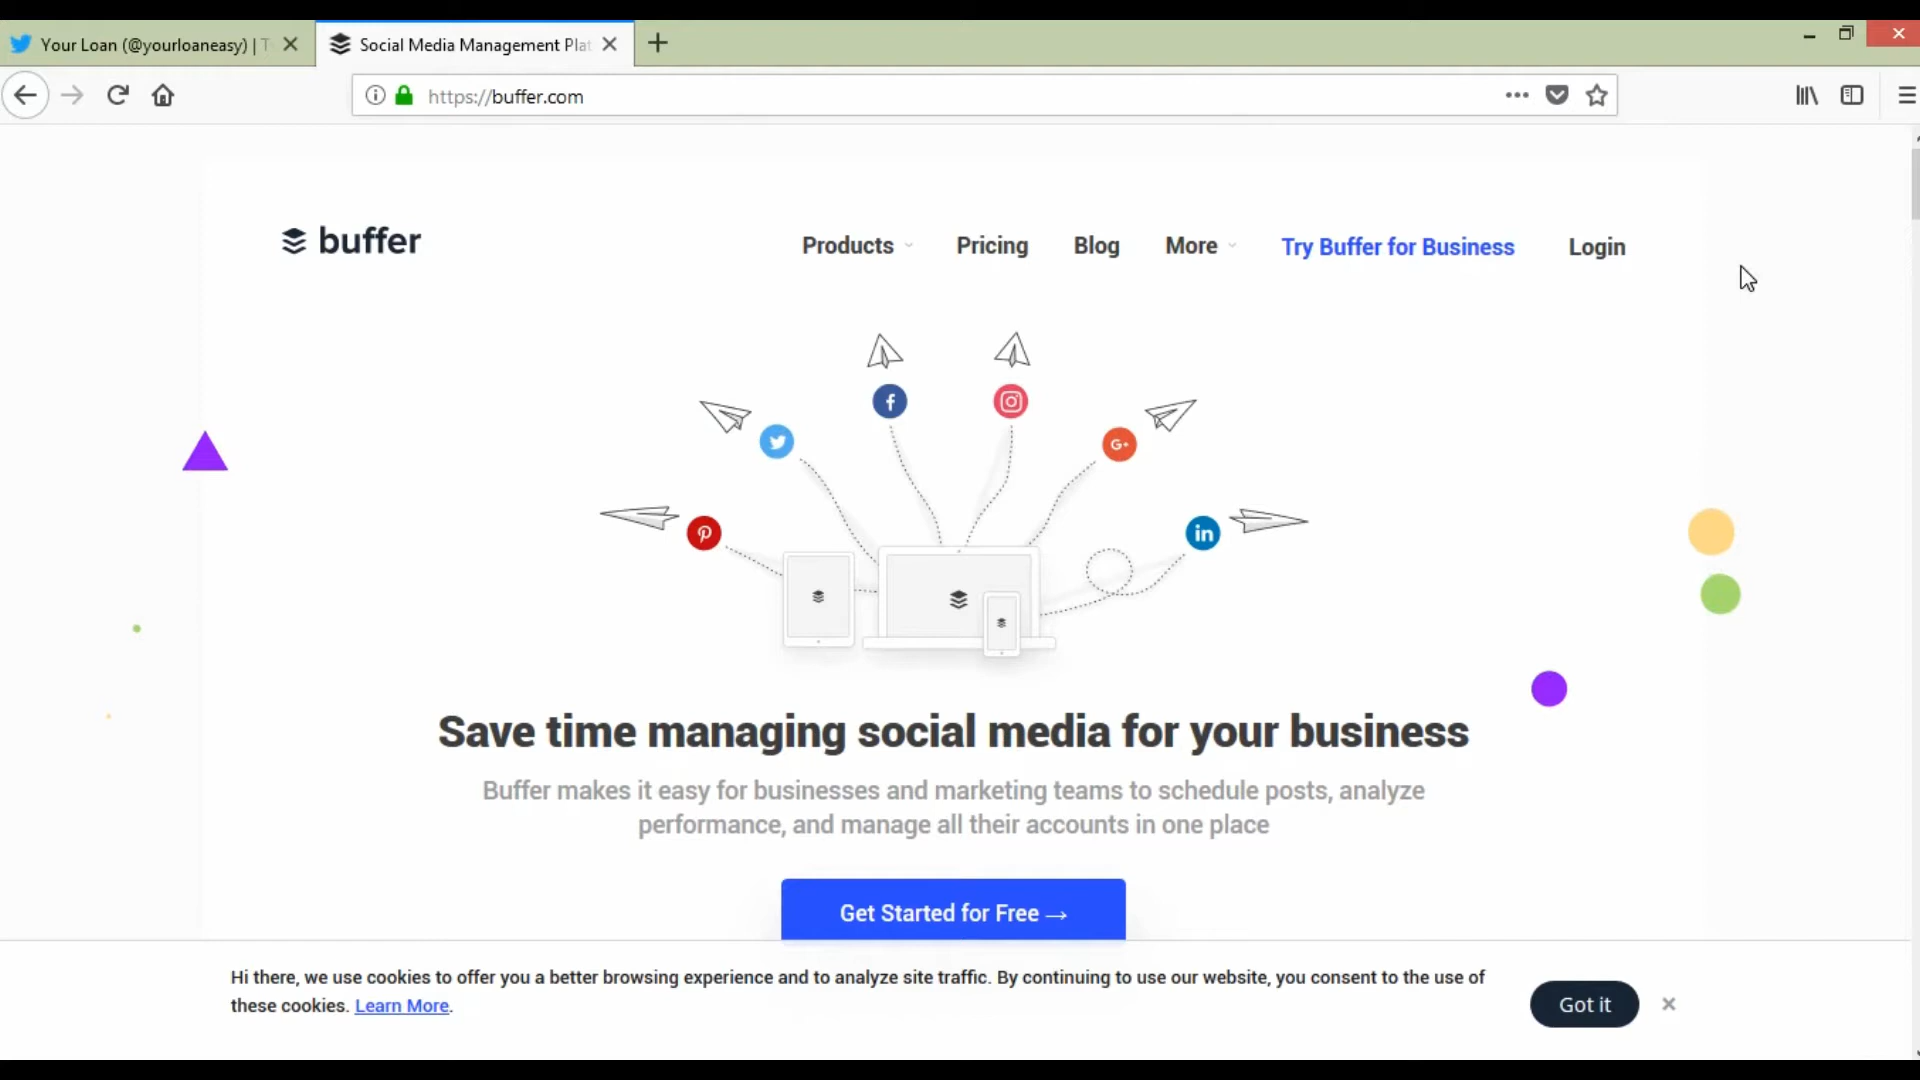 Your Loan (@yourloaneasy) | T
Social Media Management Plat
https://buffer.com
buffer
Products
Pricing
Blog
More
Try Buffer for Business
Login
f
G+
in
Save time managing social media for your business
Buffer makes it easy for businesses and marketing teams to schedule posts, analyze
performance, and manage all their accounts in one place
Get Started for Free →
Hi there, we use cookies to offer you a better browsing experience and to analyze site traffic. By continuing to use our website, you consent to the use of
these cookies. Learn More.
Got it